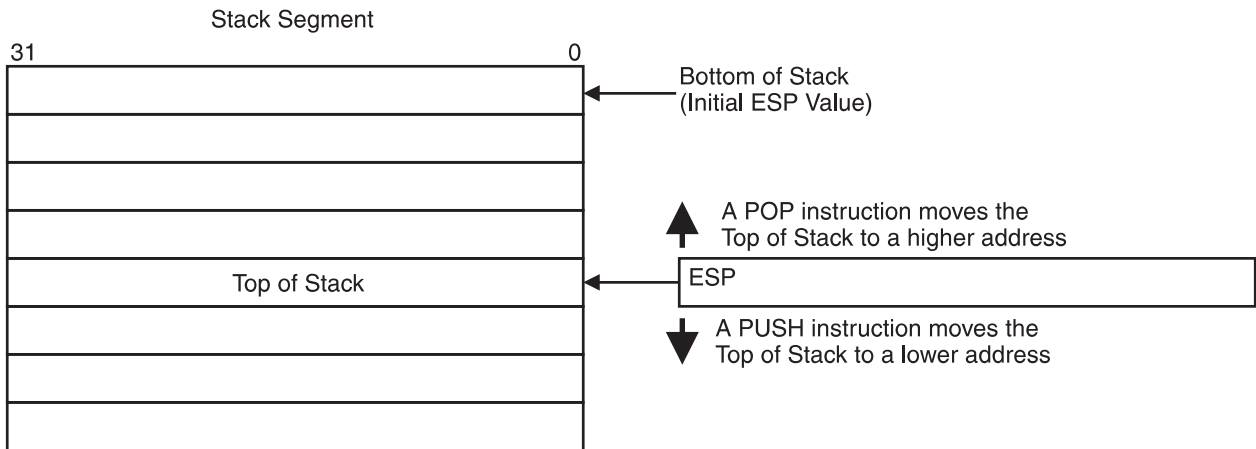 Stack Segment
31 0
Bottom of Stack
(Initial ESP Value)
A POP instruction moves the
Top of Stack to a higher address
Top of Stack
ESP
A PUSH instruction moves the
Top of Stack to a lower address